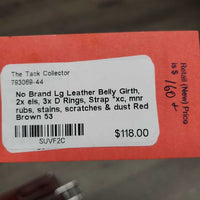 The Tack Collector
793069-44
No Brand Lg Leather Belly Girth,
2x els, 3x D Rings, Strap *xc, mnr
rubs, stains, scratches & dust Red
Brown 53
SUVF2C
$118.00
Retail (New) Price
is $ 160+